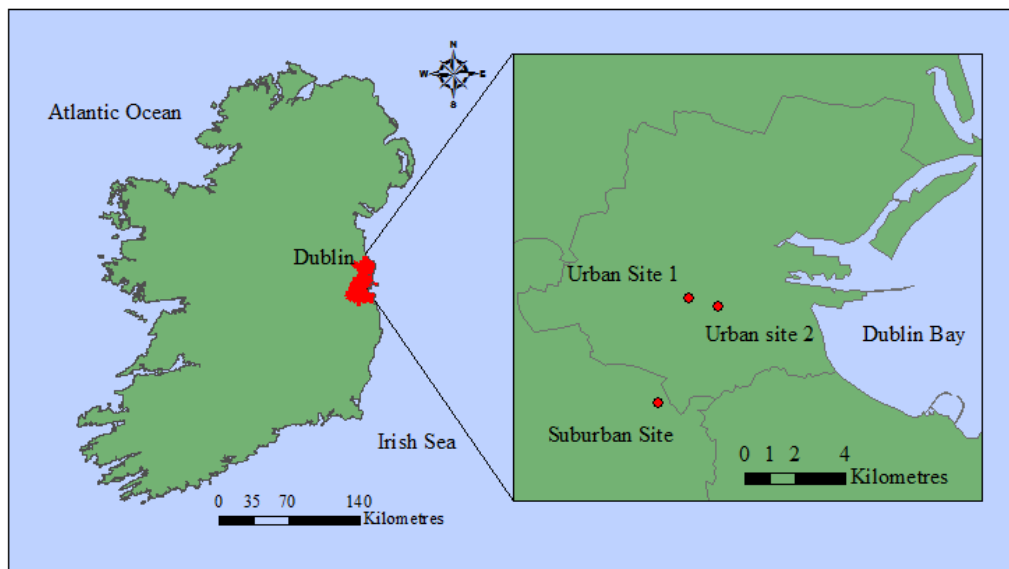 N
W E
S
Atlantic Ocean
Dublin
Irish Sea
0 35 70 140
Kilometres
Urban Site 1
Urban site 2
Dublin Bay
Suburban Site
0 1 2 4
Kilometres